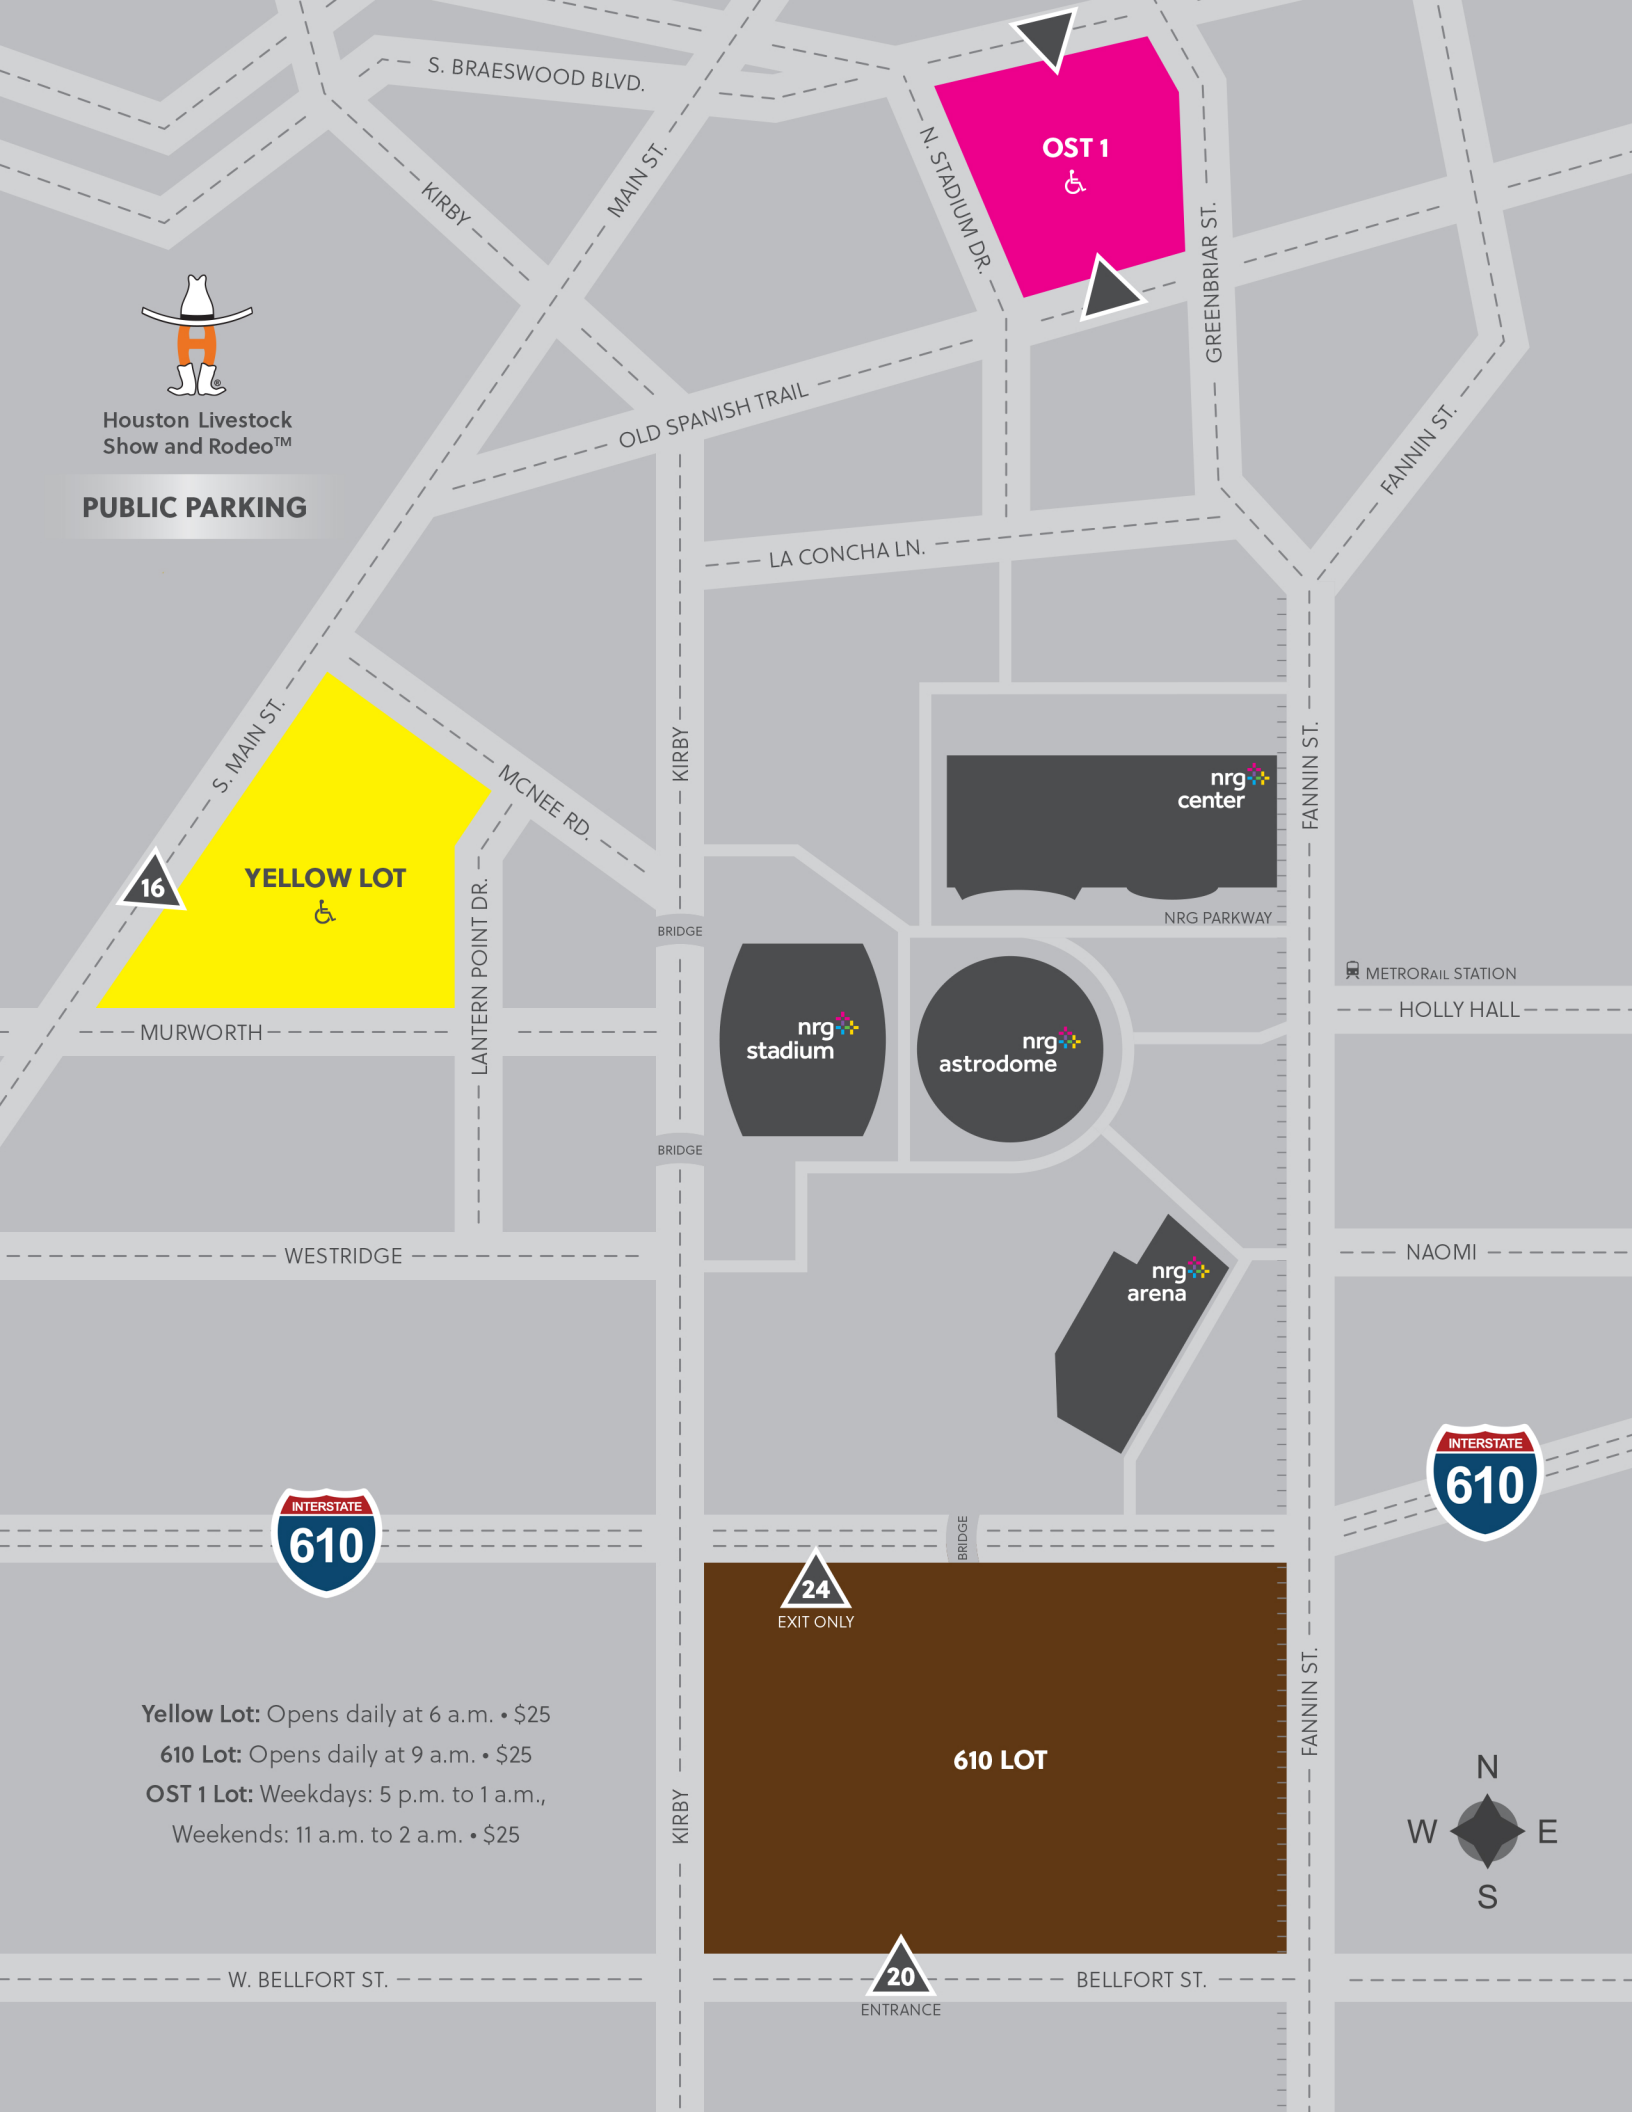 S. BRAESWOOD BLVD.
MAIN ST.
KIRBY
N. STADIUM DR.
OST 1
GREENBRIAR ST.
H
®
Houston Livestock
Show and Rodeo™
PUBLIC PARKING
OLD SPANISH TRAIL
FANNIN ST.
LA CONCHA LN.
S. MAIN ST.
MCNEE RD.
KIRBY
FANNIN ST.
nrg
center
16
YELLOW LOT
LANTERN POINT DR.
BRIDGE
NRG PARKWAY
METRORAIL STATION
HOLLY HALL
MURWORTH
nrg
stadium
nrg
astrodome
BRIDGE
WESTRIDGE
NAOMI
nrg
arena
INTERSTATE
610
INTERSTATE
610
BRIDGE
24
EXIT ONLY
610 LOT
FANNIN ST.
KIRBY
Yellow Lot: Opens daily at 6 a.m. • $25
610 Lot: Opens daily at 9 a.m. • $25
OST 1 Lot: Weekdays: 5 p.m. to 1 a.m.,
Weekends: 11 a.m. to 2 a.m. • $25
N
W E
S
W. BELLFORT ST.
20
BELLFORT ST.
ENTRANCE